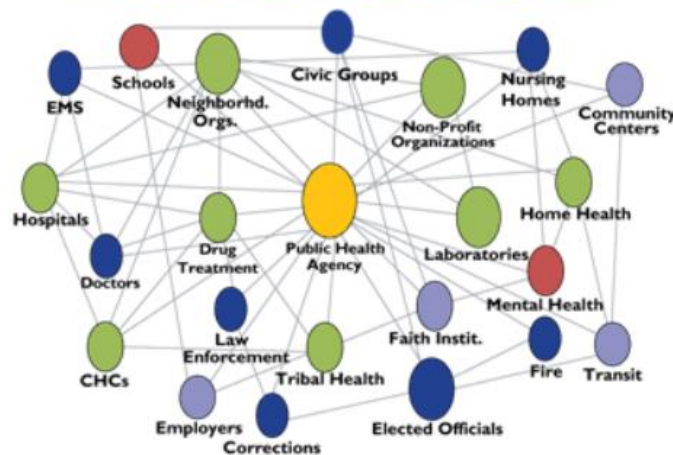 Schools
Civic Groups
EMS
Neighborhd.
Orgs.
Nursing
Homes
Non-Profit
Organizations
Community
Centers
Hospitals
Drug
Treatment
Public Health
Agency
Laboratories
Home Health
Doctors
Mental Health
Law
Enforcement
Faith Instit.
CHCs
Tribal Health
Fire
Transit
Employers
Corrections
Elected Officials